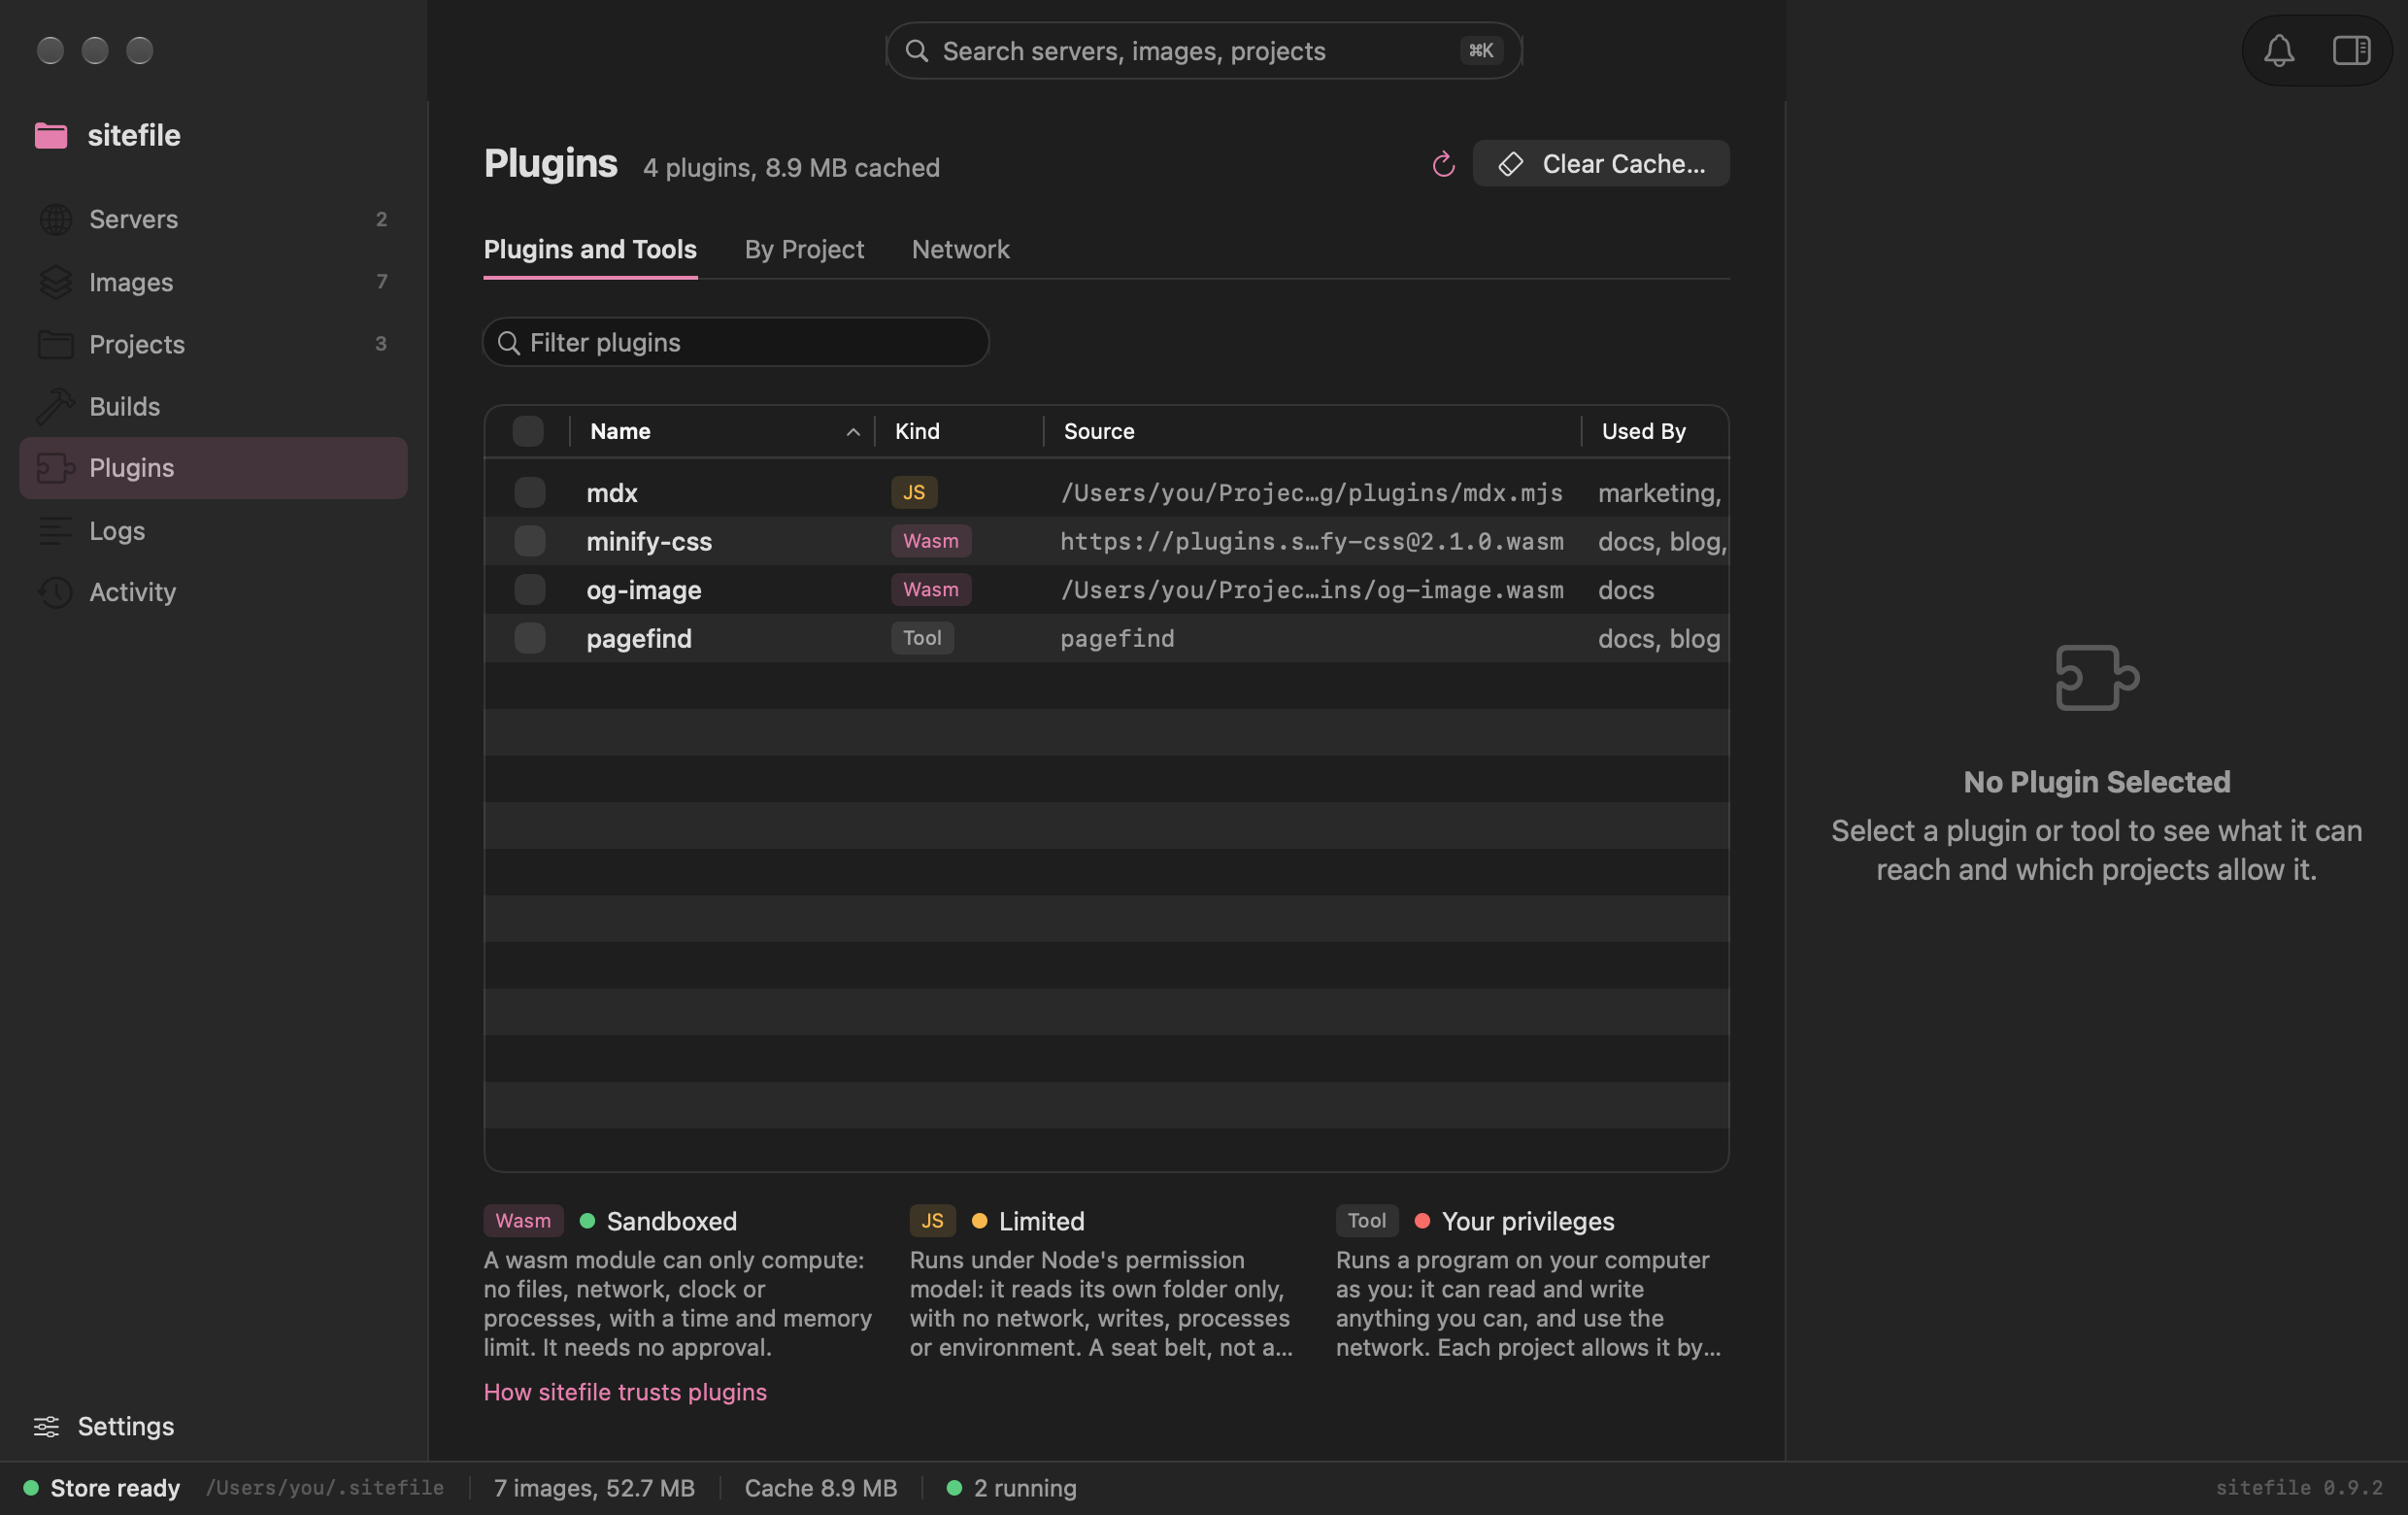 Search servers, images, projects ⌘K
sitefile
Servers 2
Images 7
Projects 3
Builds
Plugins
Logs
Activity
Settings
Plugins 4 plugins, 8.9 MB cached
Clear Cache...
Plugins and Tools By Project Network
Filter plugins
Name Kind Source Used By
mdx JS /Users/you/Projec…g/plugins/mdx.mjs marketing,
minify-css Wasm https://plugins.s…fy-css@2.1.0.wasm docs, blog,
og-image Wasm /Users/you/Projec…ins/og-image.wasm docs
pagefind Tool pagefind docs, blog
No Plugin Selected
Select a plugin or tool to see what it can
reach and which projects allow it.
Wasm Sandboxed
A wasm module can only compute:
no files, network, clock or
processes, with a time and memory
limit. It needs no approval.
JS Limited
Runs under Node's permission
model: it reads its own folder only,
with no network, writes, processes
or environment. A seat belt, not a...
Tool Your privileges
Runs a program on your computer
as you: it can read and write
anything you can, and use the
network. Each project allows it by...
How sitefile trusts plugins
Store ready /Users/you/.sitefile 7 images, 52.7 MB Cache 8.9 MB 2 running sitefile 0.9.2